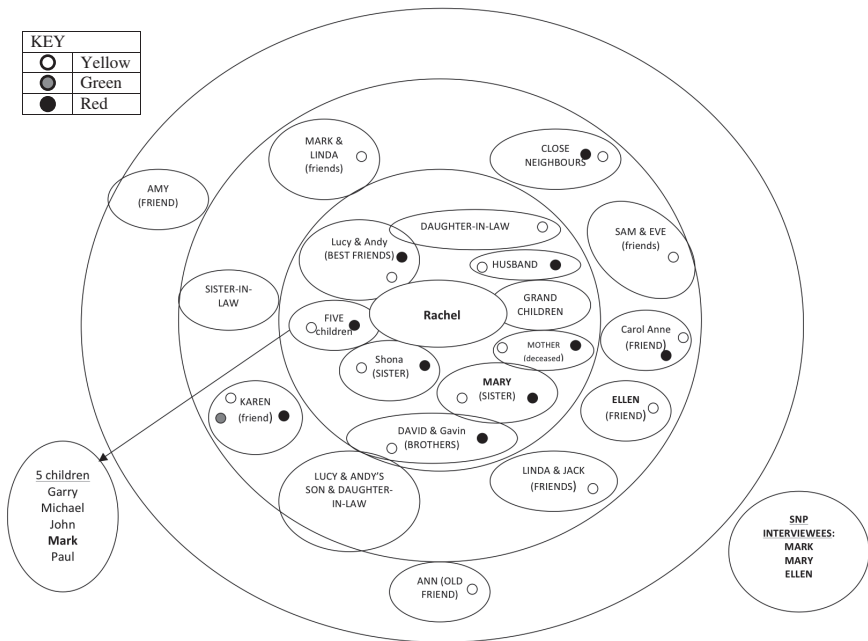 KEY
Yellow
Green
Red
MARK &
LINDA
(friends)
CLOSE
NEIGHBOURS
AMY
(FRIEND)
DAUGHTER-IN-LAW
SAM & EVE
(friends)
Lucy & Andy
(BEST FRIENDS)
HUSBAND
SISTER-IN-
LAW
GRAND
CHILDREN
Rachel
FIVE
children
Carol Anne
(FRIEND)
MOTHER
(deceased)
Shona
(SISTER)
MARY
(SISTER)
ELLEN
(FRIEND)
KAREN
(friend)
DAVID & Gavin
(BROTHERS)
LUCY & ANDY'S
SON & DAUGHTER-
IN-LAW
LINDA & JACK
(FRIENDS)
5 children
Garry
Michael
John
Mark
Paul
SNP
INTERVIEWEES:
MARK
MARY
ELLEN
ANN (OLD
FRIEND)